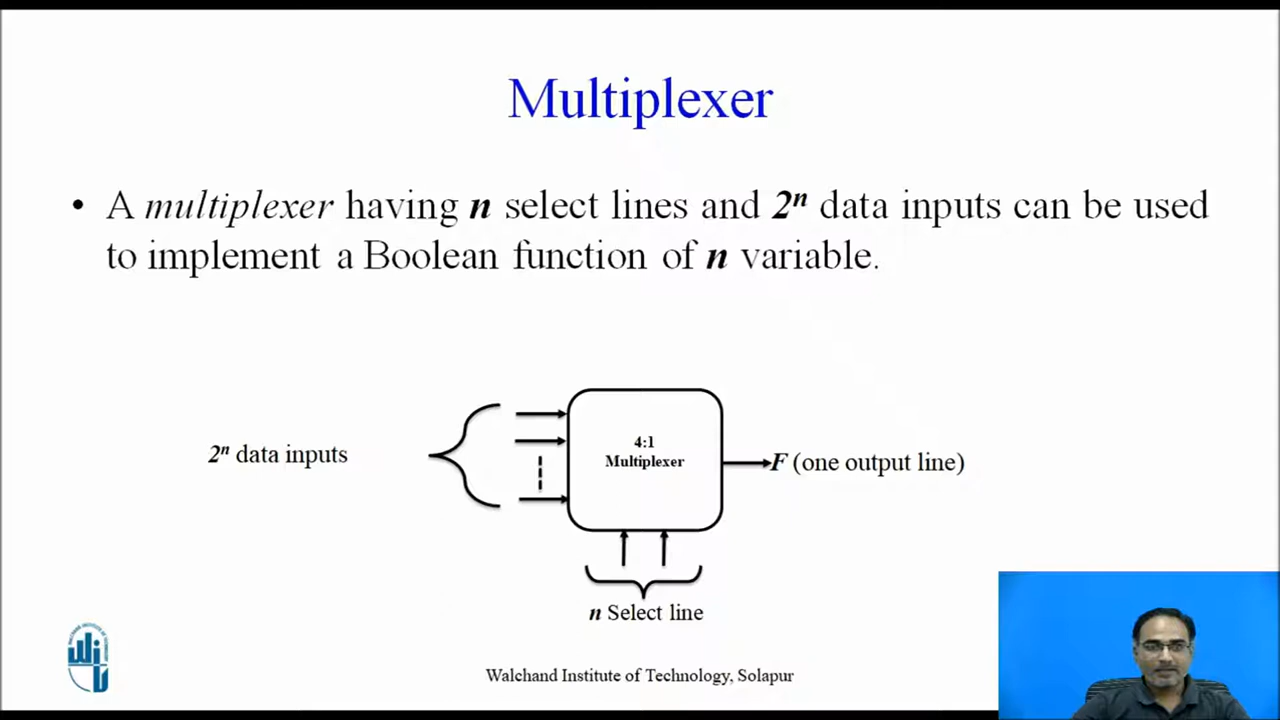 Multiplexer
• A multiplexer having n select lines and 2ⁿ data inputs can be used
to implement a Boolean function of n variable.
2ⁿ data inputs
4:1
Multiplexer
F (one output line)
n Select line
Walchand Institute of Technology, Solapur